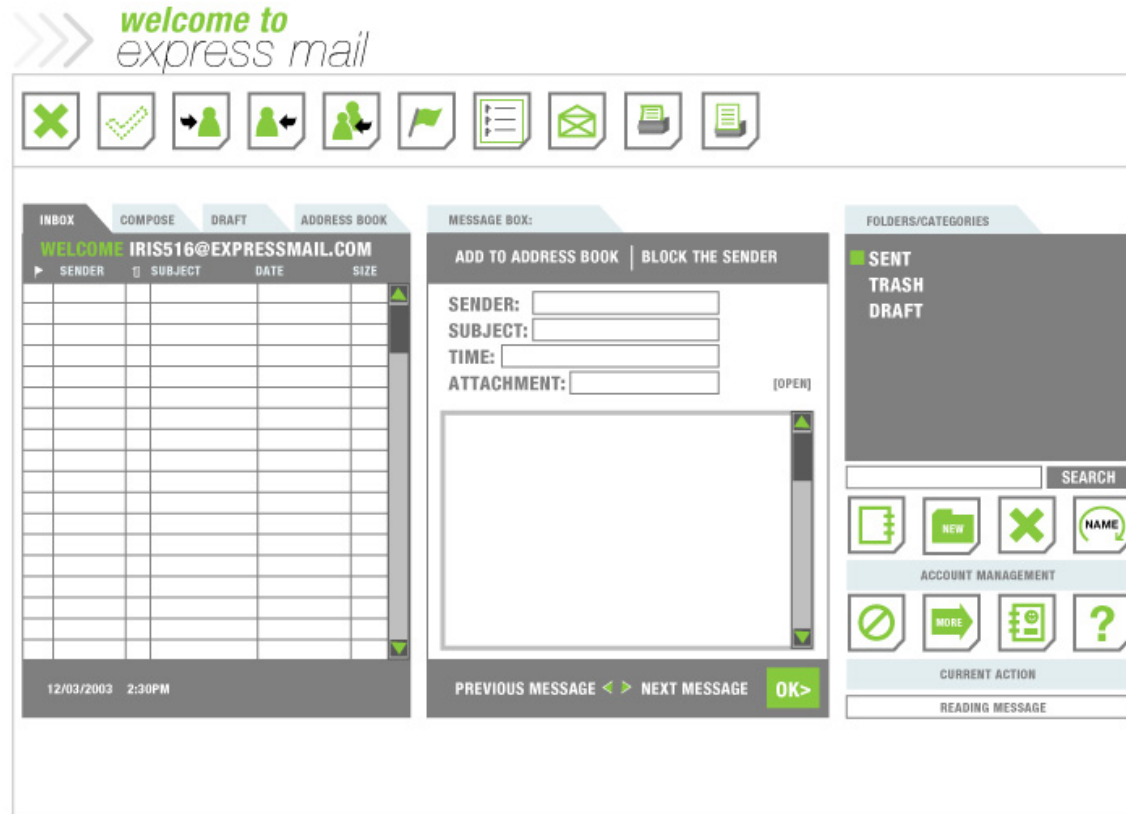 welcome to
express mail
INBOX COMPOSE DRAFT ADDRESS BOOK
WELCOME IRIS516@EXPRESSMAIL.COM
SENDER SUBJECT DATE SIZE
12/03/2003 2:30PM
MESSAGE BOX:
ADD TO ADDRESS BOOK | BLOCK THE SENDER
SENDER:
SUBJECT:
TIME:
ATTACHMENT: [OPEN]
PREVIOUS MESSAGE < > NEXT MESSAGE OK>
FOLDERS/CATEGORIES
SENT
TRASH
DRAFT
SEARCH
NEW NAME
ACCOUNT MANAGEMENT
MORE ?
CURRENT ACTION
READING MESSAGE